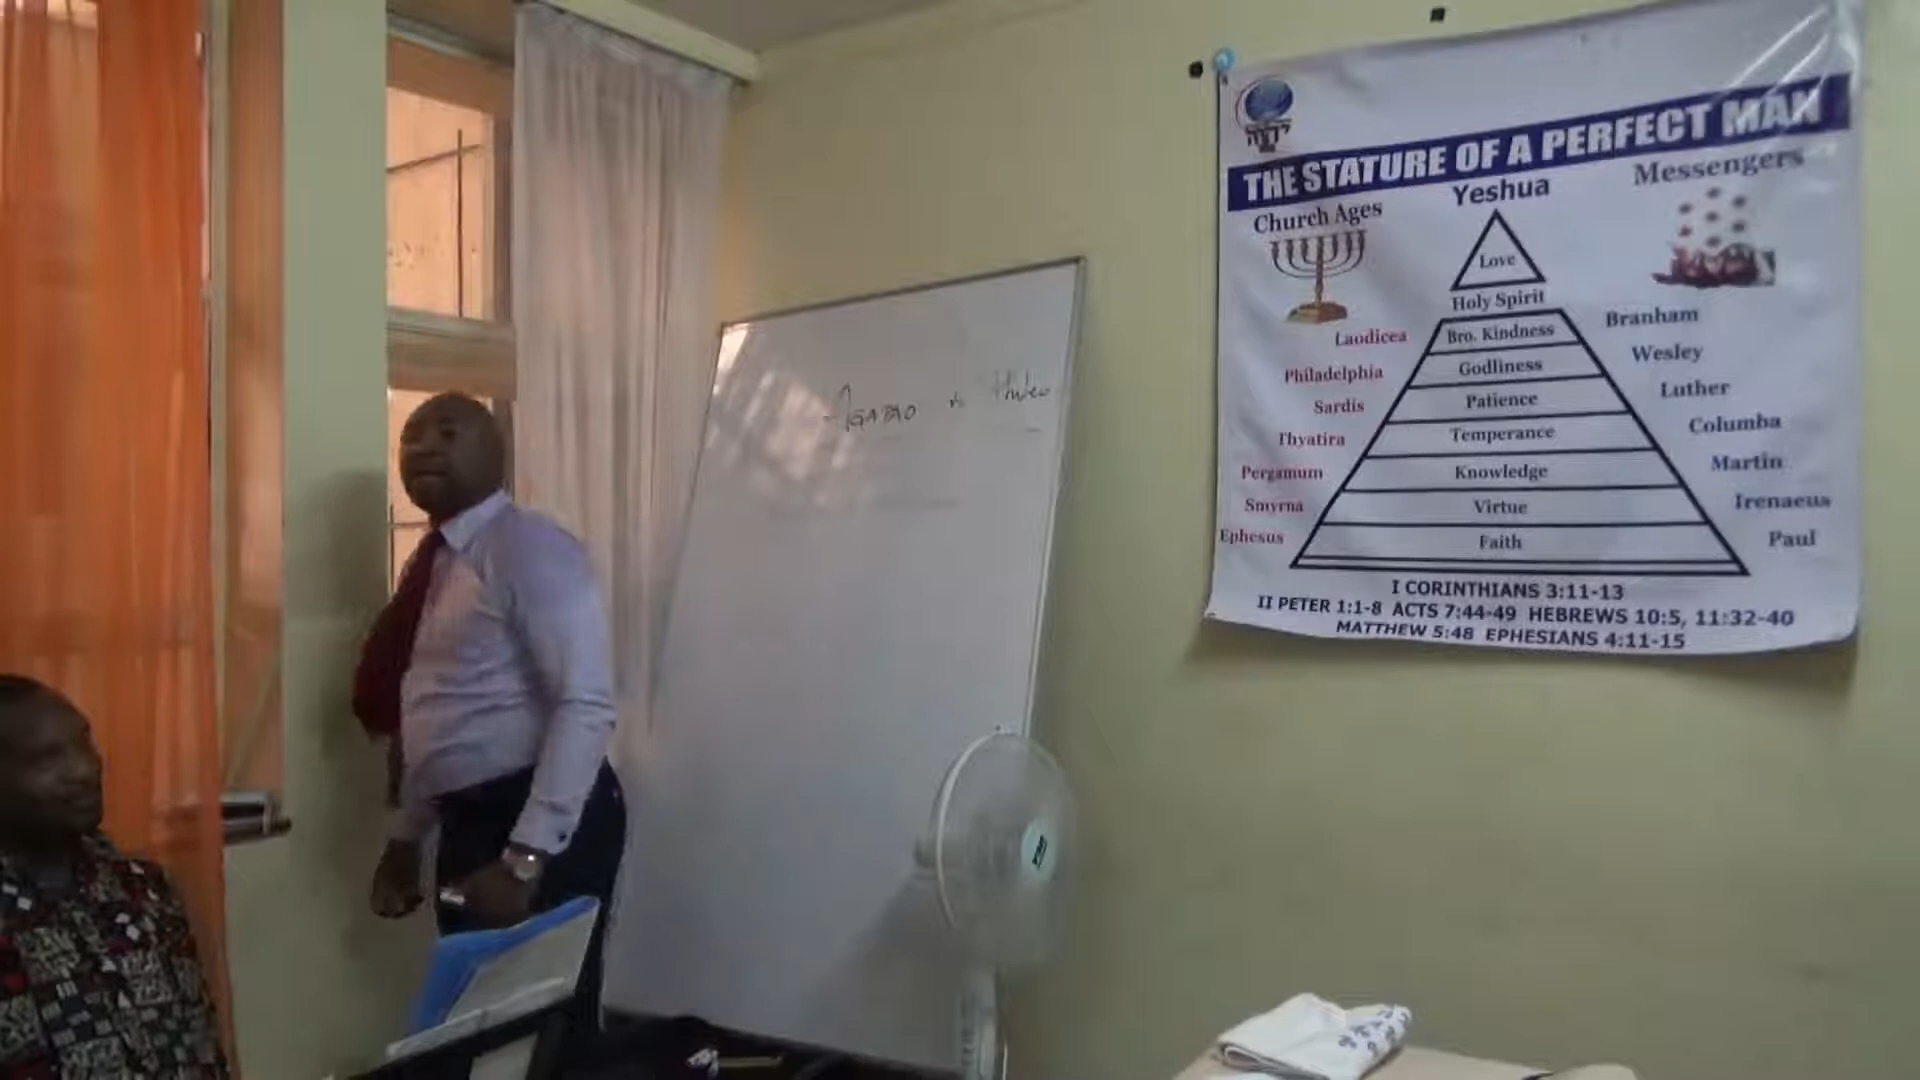 THE STATURE OF A PERFECT MAN
Yeshua
Messengers
Church Ages
Love
Holy Spirit
Laodicea
Bro. Kindness
Branham
Philadelphia
Godliness
Wesley
Sardis
Patience
Luther
Thyatira
Temperance
Columba
Pergamum
Knowledge
Martin
Smyrna
Virtue
Irenaeus
Ephesus
Faith
Paul
I CORINTHIANS 3:11-13
II PETER 1:1-8 ACTS 7:44-49 HEBREWS 10:5, 11:32-40
MATTHEW 5:48 EPHESIANS 4:11-15